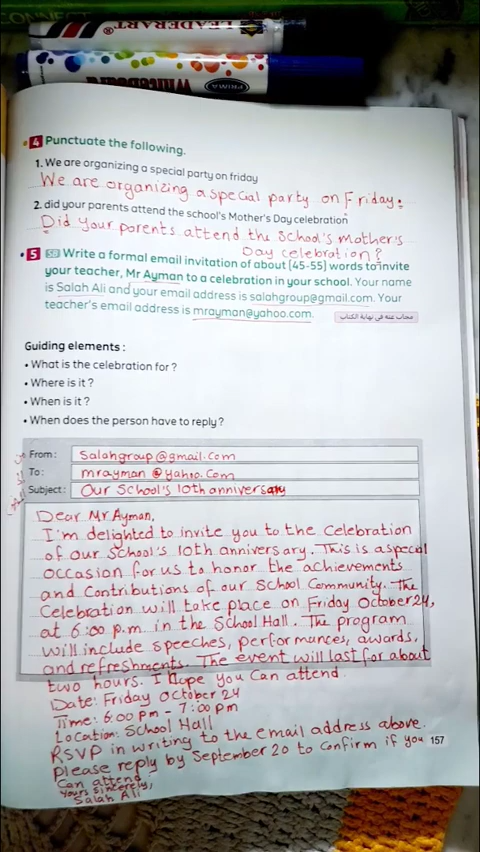 CONNECT
LEADERART
Whiteboard
PRIMA
4 Punctuate the following.
1. We are organizing a special party on friday
We are organizing a special party on Friday.
2. did your parents attend the school's Mother's Day celebration
Did your parents attend the school's mother's
Day celebration?
5 Write a formal email invitation of about (45-55) words to invite
your teacher, Mr Ayman to a celebration in your school. Your name
is Salah Ali and your email address is salahgroup@gmail.com. Your
teacher's email address is mrayman@yahoo.com.
مجاب عنه في نهاية الكتاب
Guiding elements :
• What is the celebration for?
• Where is it?
• When is it?
• When does the person have to reply?
From: Salahgroup@gmail.com
To: mrayman@yahoo.com
Subject: Our School's 10th anniversary
Dear Mr Ayman,
I'm delighted to invite you to the celebration
of our school's 10th anniversary. This is a special
occasion for us to honor the achievements
and contributions of our school community. The
celebration will take place on Friday October 24,
at 6:00 p.m. in the School Hall. The program
will include speeches, performances, awards,
and refreshments. The event will last for about
two hours. I hope you can attend.
Date: Friday October 24
Time: 6:00 pm - 7:00 pm
Location: School Hall
RSVP in writing to the email address above.
Please reply by September 20 to confirm if you
can attend
Yours sincerely,
Salah Ali
157